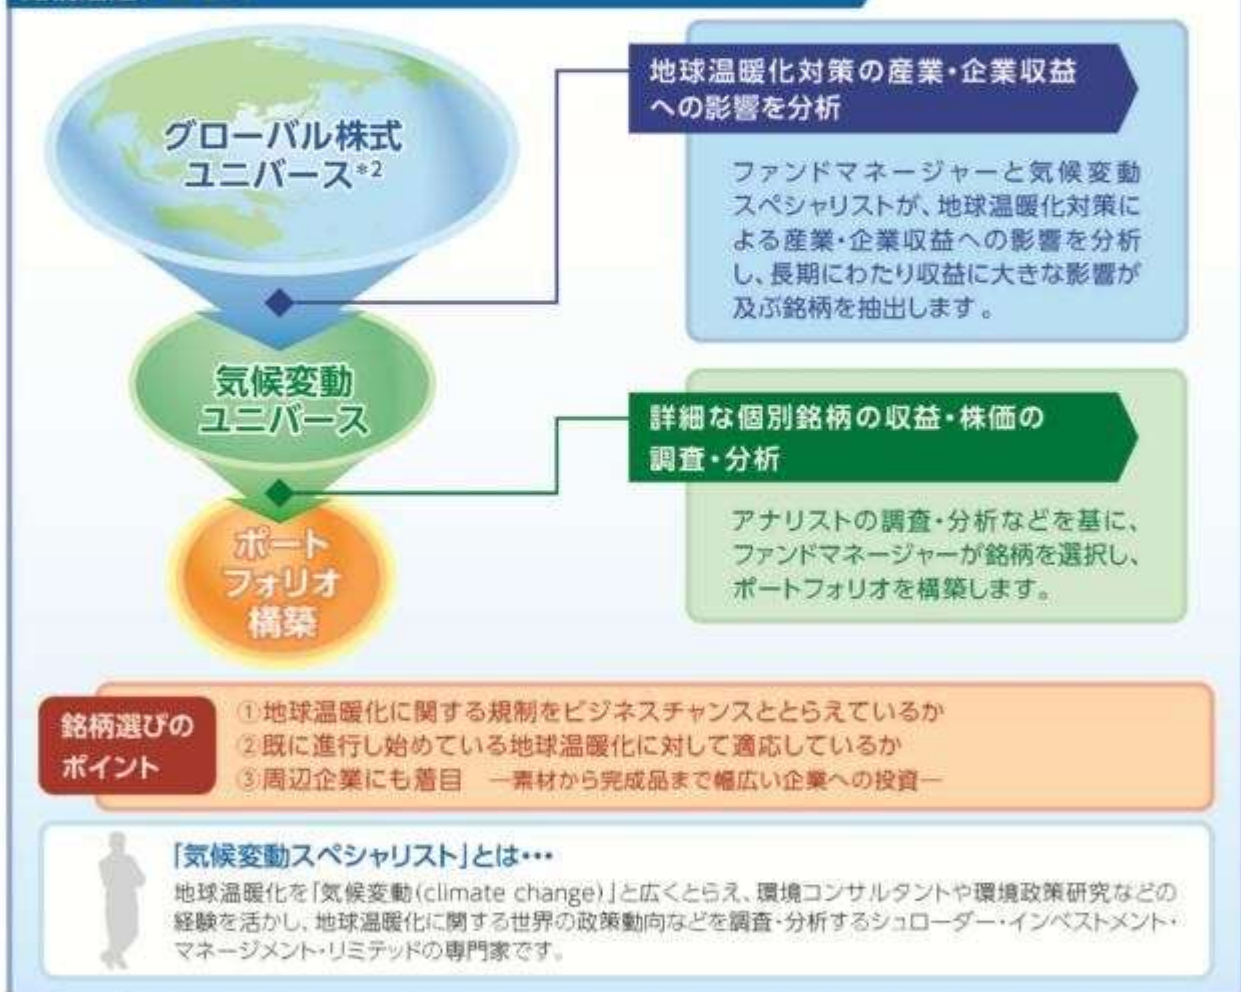 グローバル株式
ユニバース*2
地球温暖化対策の産業・企業収益
への影響を分析
ファンドマネージャーと気候変動
スペシャリストが、地球温暖化対策に
よる産業・企業収益への影響を分析
し、長期にわたり収益に大きな影響が
及ぶ銘柄を抽出します。
気候変動
ユニバース
詳細な個別銘柄の収益・株価の
調査・分析
アナリストの調査・分析などを基に、
ファンドマネージャーが銘柄を選択し、
ポートフォリオを構築します。
ポート
フォリオ
構築
銘柄選びの
ポイント
①地球温暖化に関する規制をビジネスチャンスととらえているか
②既に進行し始めている地球温暖化に対して適応しているか
③周辺企業にも着目 ―素材から完成品まで幅広い企業への投資―
「気候変動スペシャリスト」とは・・・
地球温暖化を「気候変動(climate change)」と広くとらえ、環境コンサルタントや環境政策研究などの
経験を活かし、地球温暖化に関する世界の政策動向などを調査・分析するシュローダー・インベストメント・
マネージメント・リミテッドの専門家です。